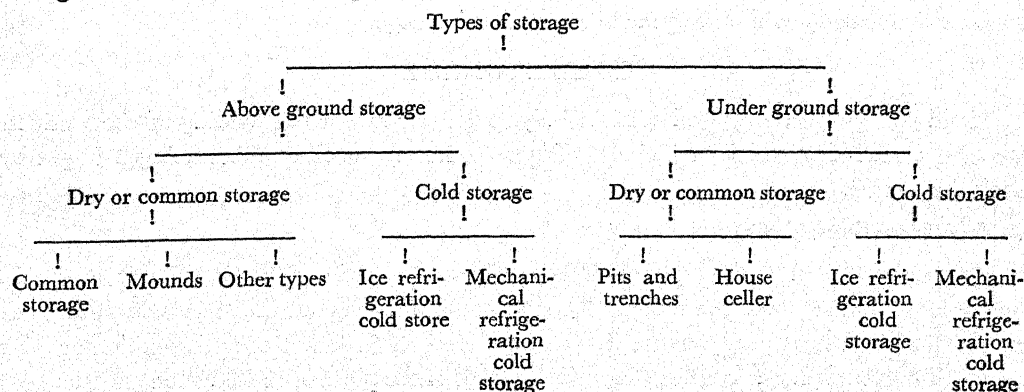 Types of storage
Above ground storage
Under ground storage
Dry or common storage
Cold storage
Dry or common storage
Cold storage
Common
storage
Mounds
Other types
Ice refri-
geration
cold store
Mechani-
cal
refrige-
ration
cold
storage
Pits and
trenches
House
celler
Ice refri-
geration
cold
storage
Mechani-
cal
refrige-
ration
cold
storage